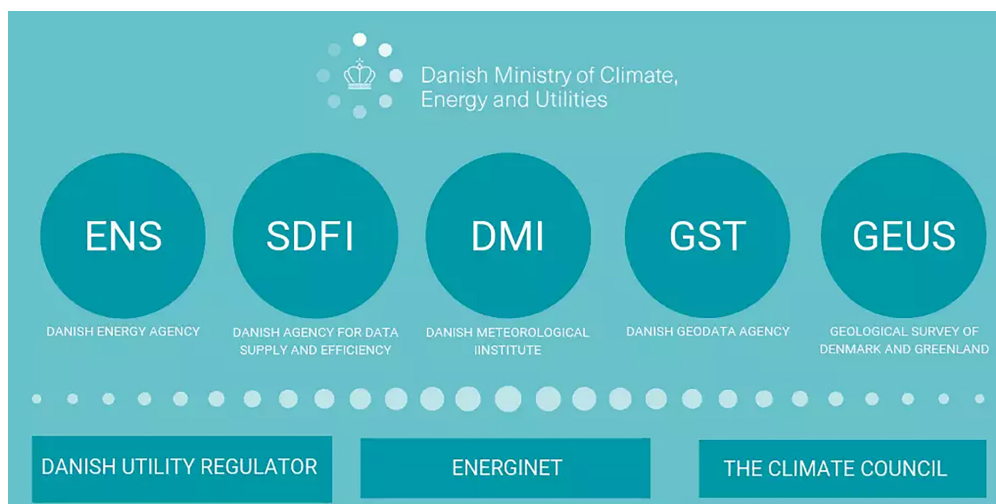 Danish Ministry of Climate,
Energy and Utilities
ENS
SDFI
DMI
GST
GEUS
DANISH ENERGY AGENCY
DANISH AGENCY FOR DATA
SUPPLY AND EFFICIENCY
DANISH METEOROLOGICAL
IINSTITUTE
DANISH GEODATA AGENCY
GEOLOGICAL SURVEY OF
DENMARK AND GREENLAND
DANISH UTILITY REGULATOR
ENERGINET
THE CLIMATE COUNCIL